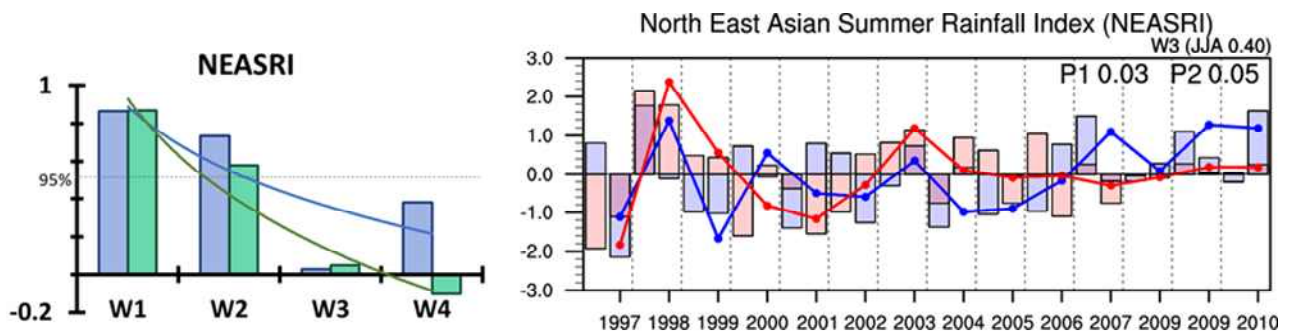 NEASRI
1
95%
-0.2
W1 W2 W3 W4
North East Asian Summer Rainfall Index (NEASRI)
W3 (JJA 0.40)
P1 0.03 P2 0.05
3.0
2.0
1.0
0.0
-1.0
-2.0
-3.0
1997 1998 1999 2000 2001 2002 2003 2004 2005 2006 2007 2009 2009 2010